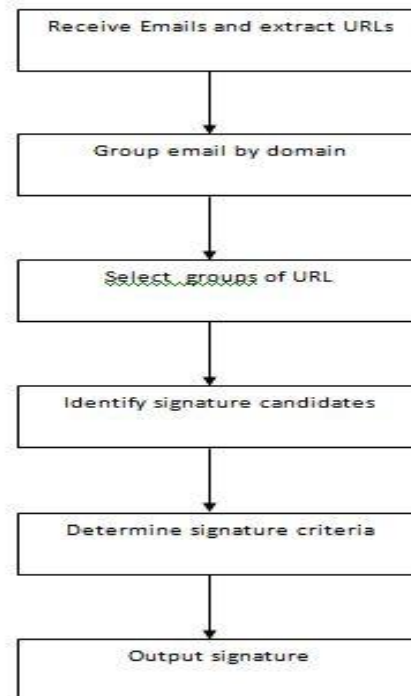 Receive Emails and extract URLs
Group email by domain
Select groups of URL
Identify signature candidates
Determine signature criteria
Output signature